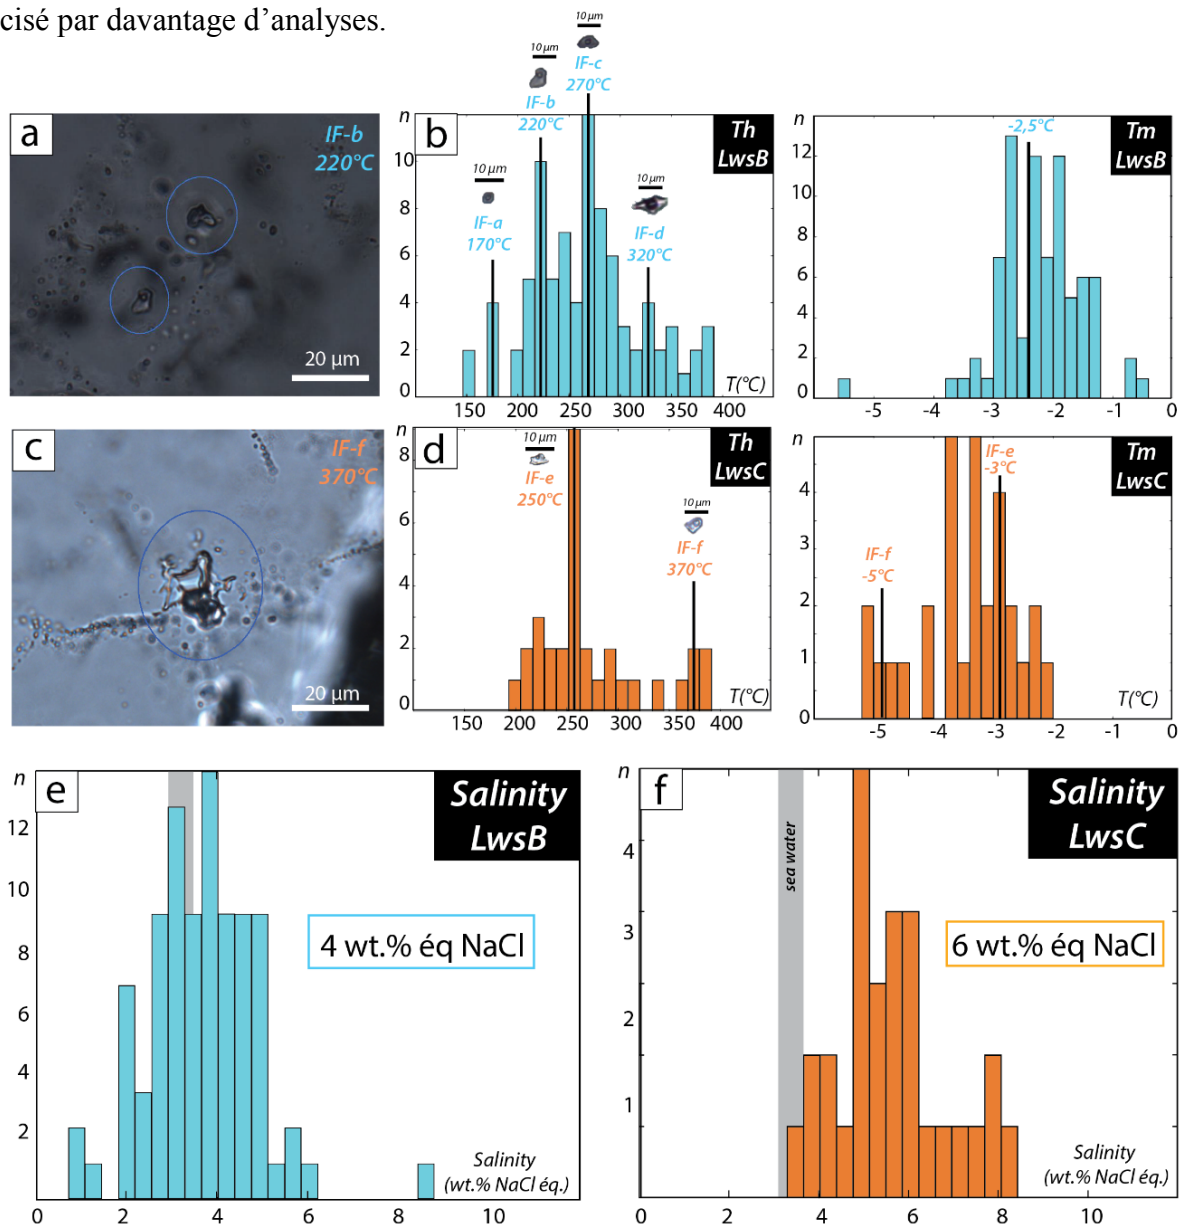 cisé par davantage d'analyses.
a
IF-b
220°C
20 µm
b
Th
LwsB
n
10
8
6
4
2
0
10 µm
IF-a
170°C
10 µm
IF-b
220°C
10 µm
IF-c
270°C
10 µm
IF-d
320°C
T(°C)
150 200 250 300 350 400
n
12
10
8
6
4
2
0
-2,5°C
Tm
LwsB
-5 -4 -3 -2 -1 0
c
IF-f
370°C
20 µm
d
Th
LwsC
n
8
6
4
2
0
10 µm
IF-e
250°C
10 µm
IF-f
370°C
T(°C)
150 200 250 300 350 400
n
4
3
2
1
0
IF-f
-5°C
IF-e
-3°C
Tm
LwsC
T(°C)
-5 -4 -3 -2 -1 0
e
n
12
10
8
6
4
2
Salinity
LwsB
4 wt.% éq NaCl
Salinity
(wt.% NaCl éq.)
0 2 4 6 8 10
f
n
4
3
2
1
sea water
Salinity
LwsC
6 wt.% éq NaCl
Salinity
(wt.% NaCl éq.)
0 2 4 6 8 10